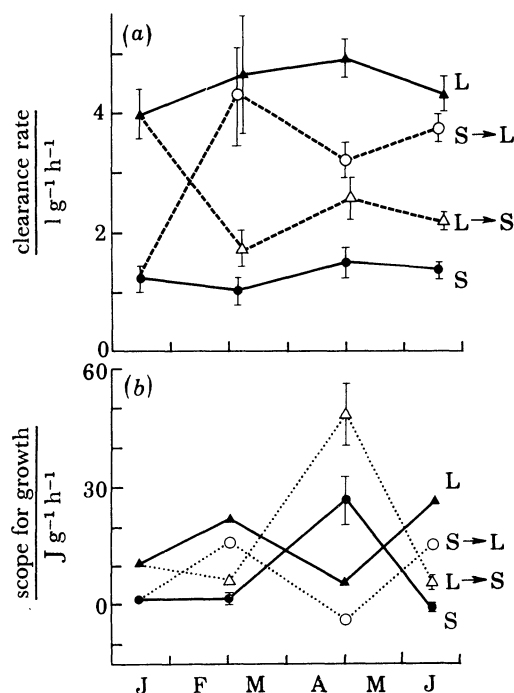 (a)
4
2
0
clearance rate
l g⁻¹ h⁻¹
L
S→L
L→S
S
(b)
60
30
0
scope for growth
J g⁻¹ h⁻¹
L
S→L
L→S
S
J F M A M J